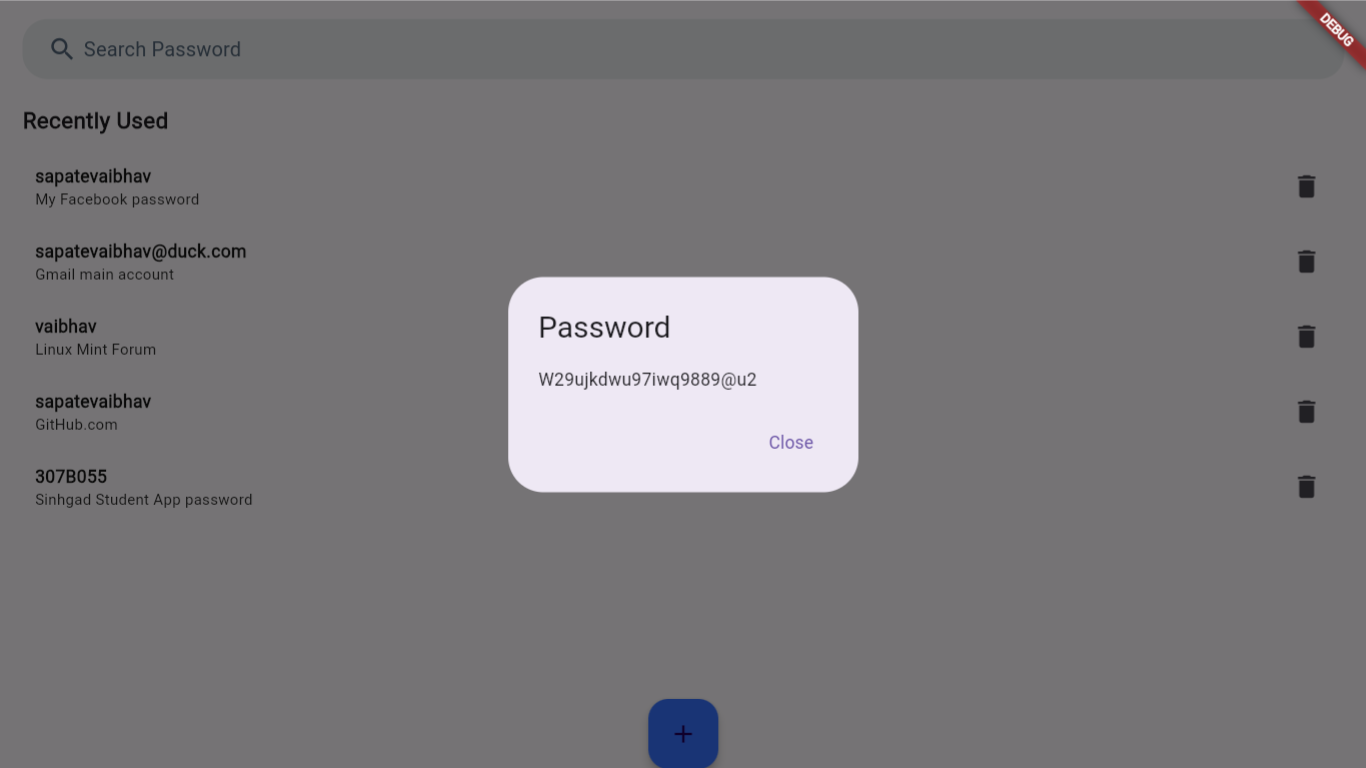 Search Password
DEBUG
Recently Used
sapatevaibhav
My Facebook password
sapatevaibhav@duck.com
Gmail main account
vaibhav
Linux Mint Forum
sapatevaibhav
GitHub.com
307B055
Sinhgad Student App password
Password
W29ujkdwu97iwq9889@u2
Close